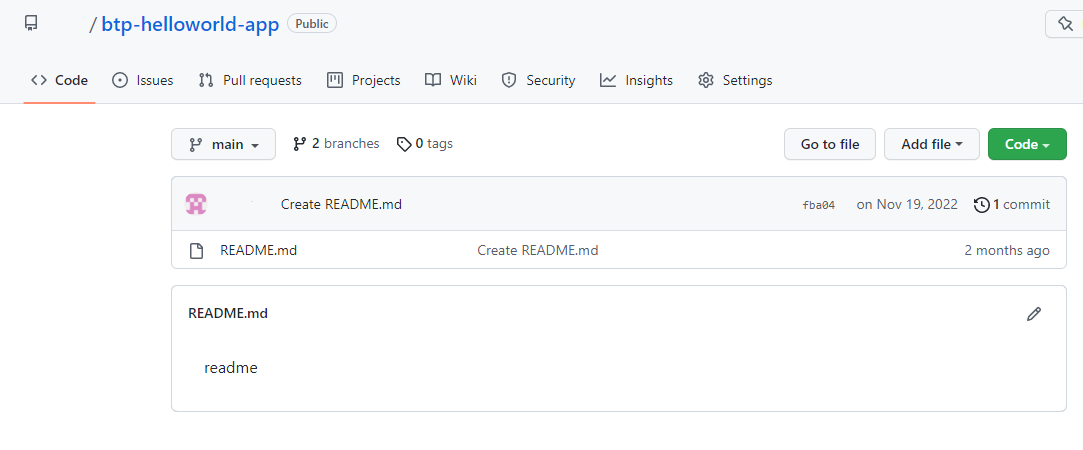 / btp-helloworld-app Public
Code Issues Pull requests Projects Wiki Security Insights Settings
main 2 branches 0 tags Go to file Add file Code
Create README.md fba04 on Nov 19, 2022 1 commit
README.md Create README.md 2 months ago
README.md
readme